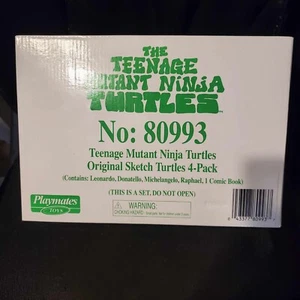 THE
TEENAGE
MUTANT NINJA
TURTLES
No: 80993
Teenage Mutant Ninja Turtles
Original Sketch Turtles 4-Pack
(Contains: Leonardo, Donatello, Michelangelo, Raphael, 1 Comic Book)
(THIS IS A SET. DO NOT OPEN)
Playmates
TOYS
WARNING: